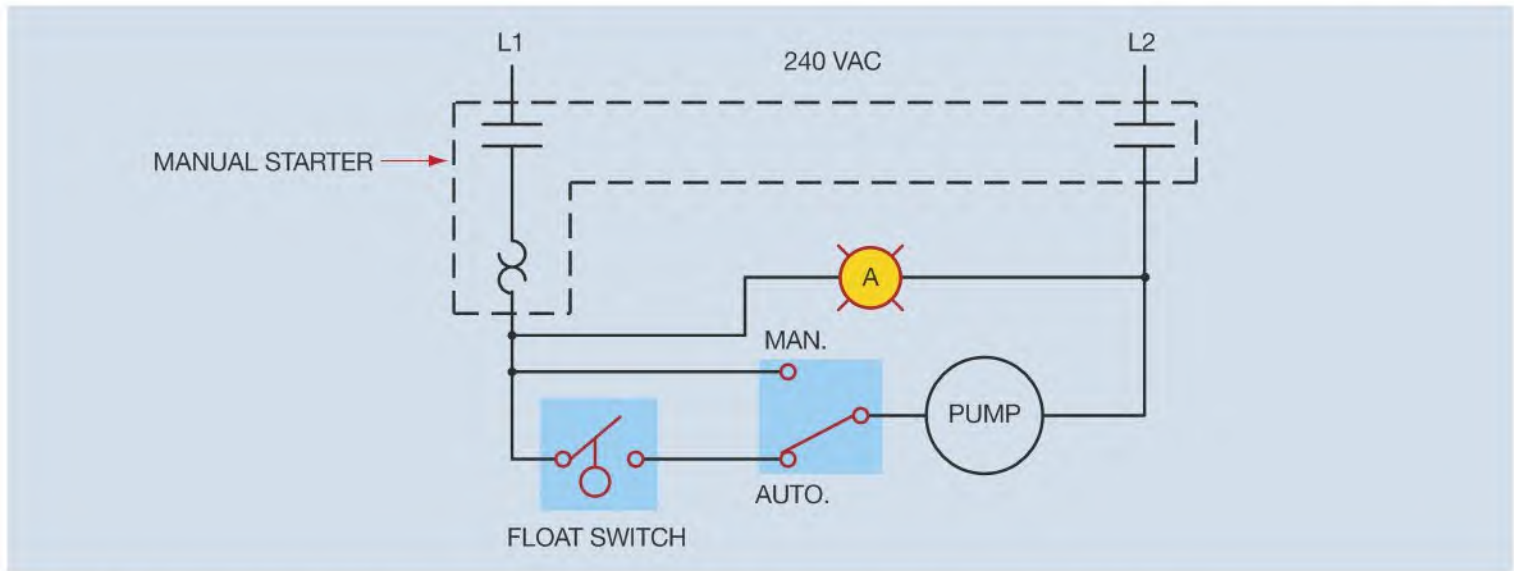 L1
240 VAC
L2
MANUAL STARTER
A
MAN.
PUMP
AUTO.
FLOAT SWITCH